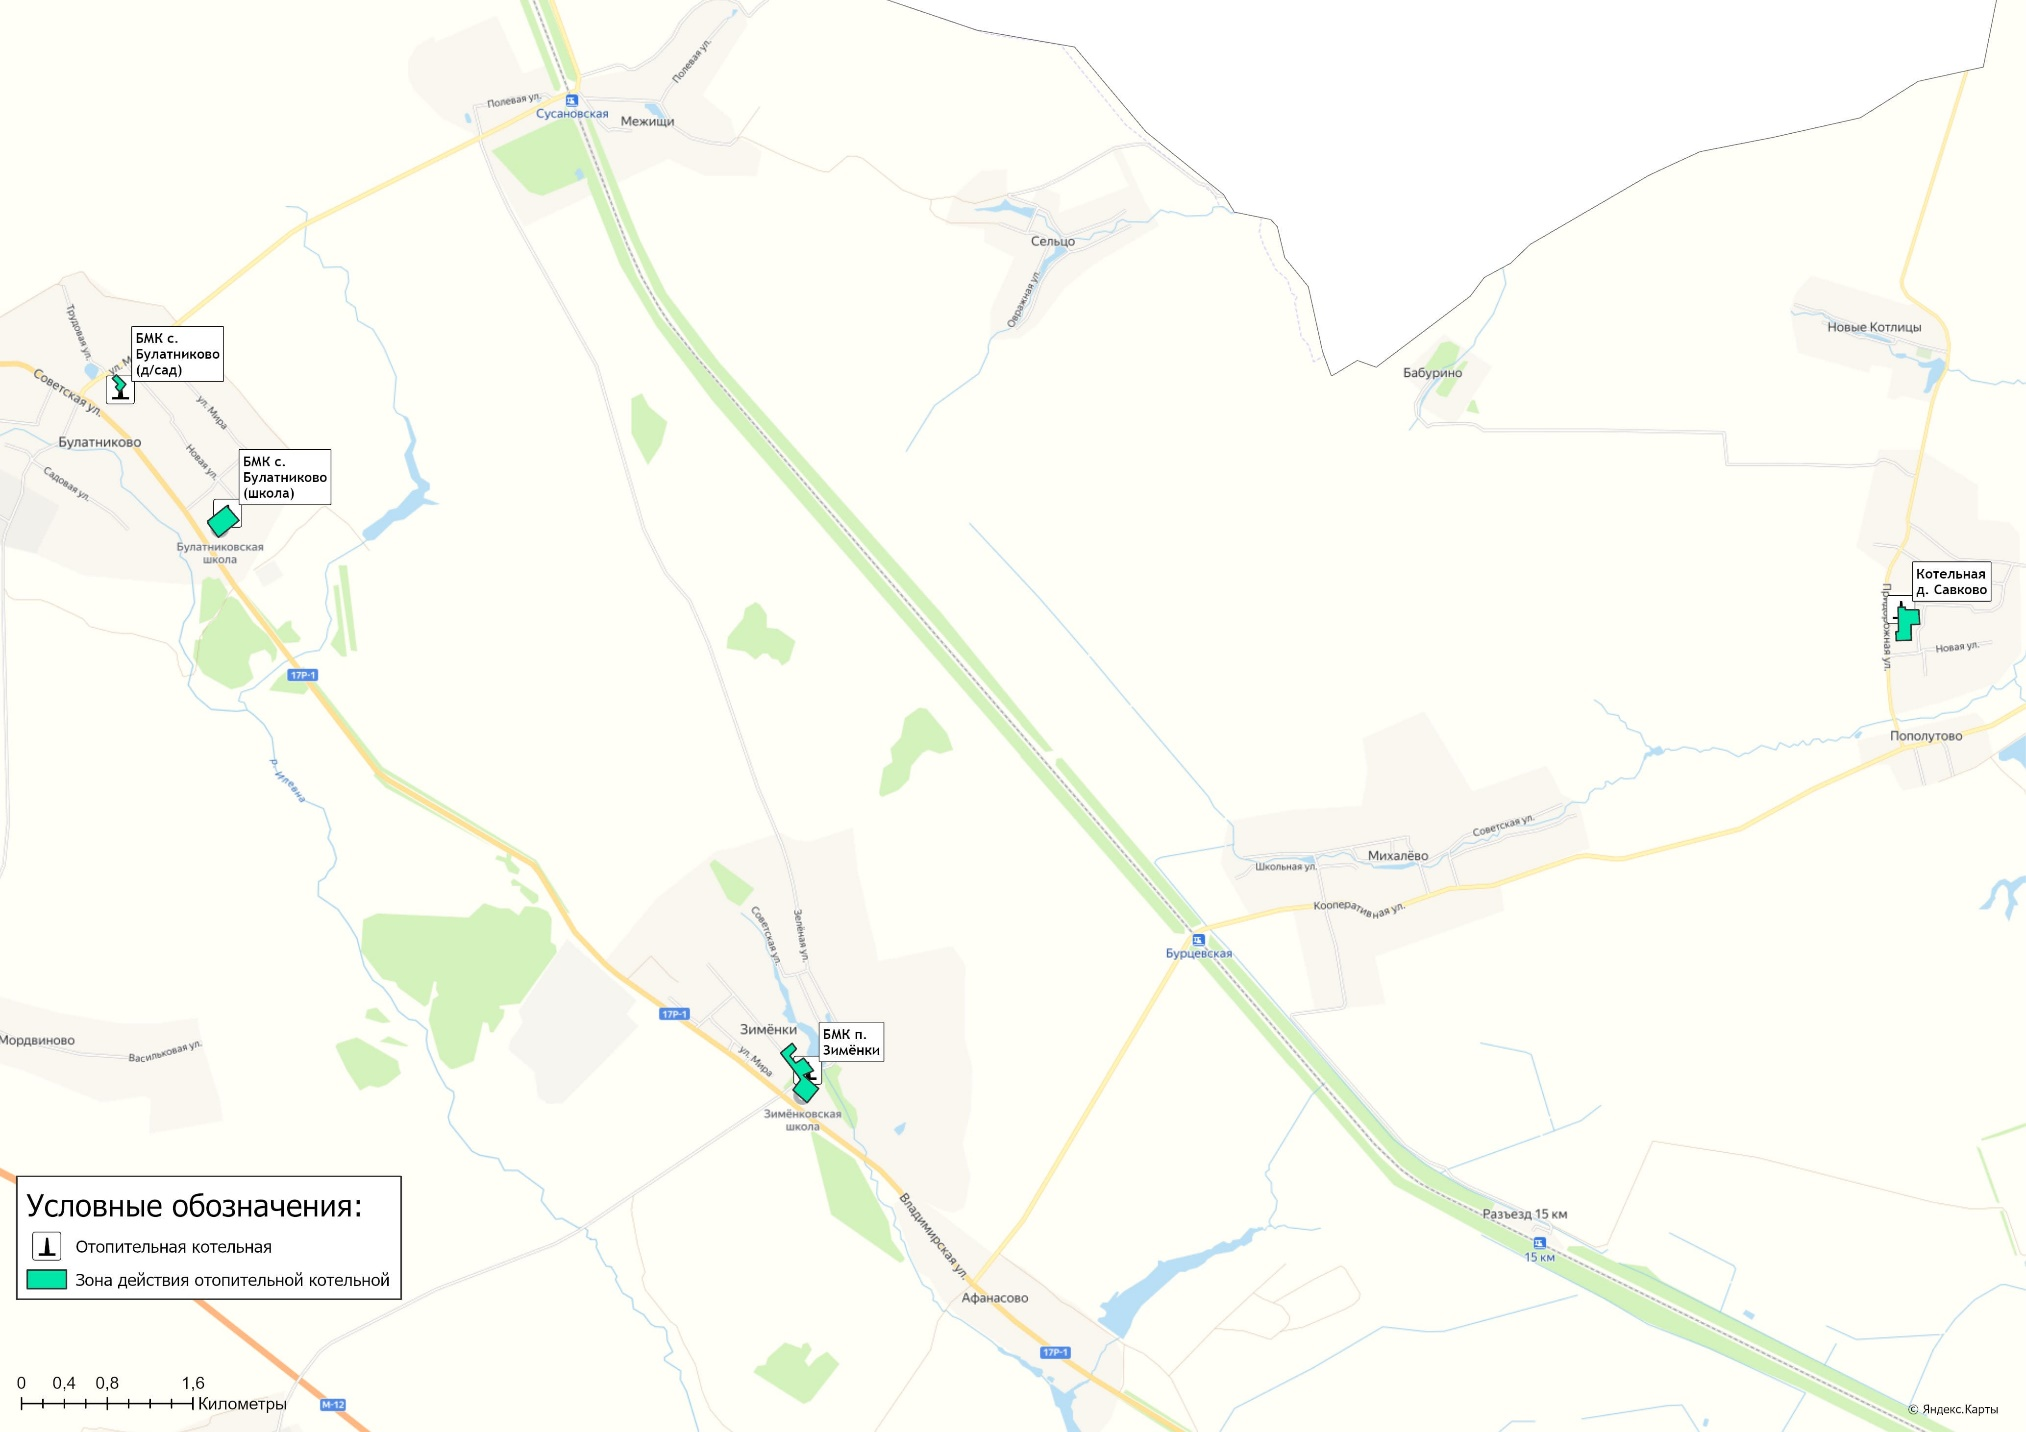 Полевая ул.
Полевая ул.
Сусановская
Межищи
Сельцо
Овражная ул.
Бабурино
Новые Котлицы
Трудовая ул.
БМК с.
Булатниково
(д/сад)
Советская ул.
ул. Мира
Булатниково
Новая ул.
Садовая ул.
БМК с.
Булатниково
(школа)
Булатниковская
школа
17Р-1
р. Илевна
Котельная
д. Савково
Новая ул.
Пополутово
Советская ул.
Михалёво
Школьная ул.
Кооперативная ул.
Бурцевская
Советская ул.
Зелёная ул.
17Р-1
Зимёнки
ул. Мира
БМК п.
Зимёнки
Зимёнковская
школа
Мордвиново
Васильковая ул.
Владимирская ул.
Афанасово
17Р-1
Разъезд 15 км
15 км
Условные обозначения:
Отопительная котельная
Зона действия отопительной котельной
0 0,4 0,8 1,6
Километры
М-12
© Яндекс.Карты